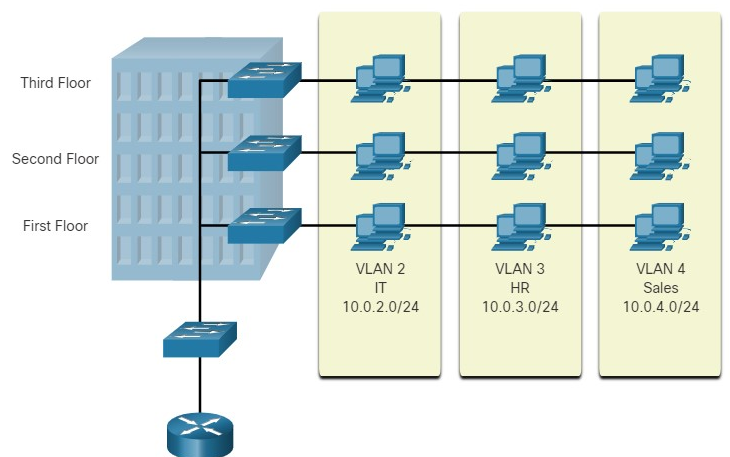 Third Floor
Second Floor
First Floor
VLAN 2
IT
10.0.2.0/24
VLAN 3
HR
10.0.3.0/24
VLAN 4
Sales
10.0.4.0/24